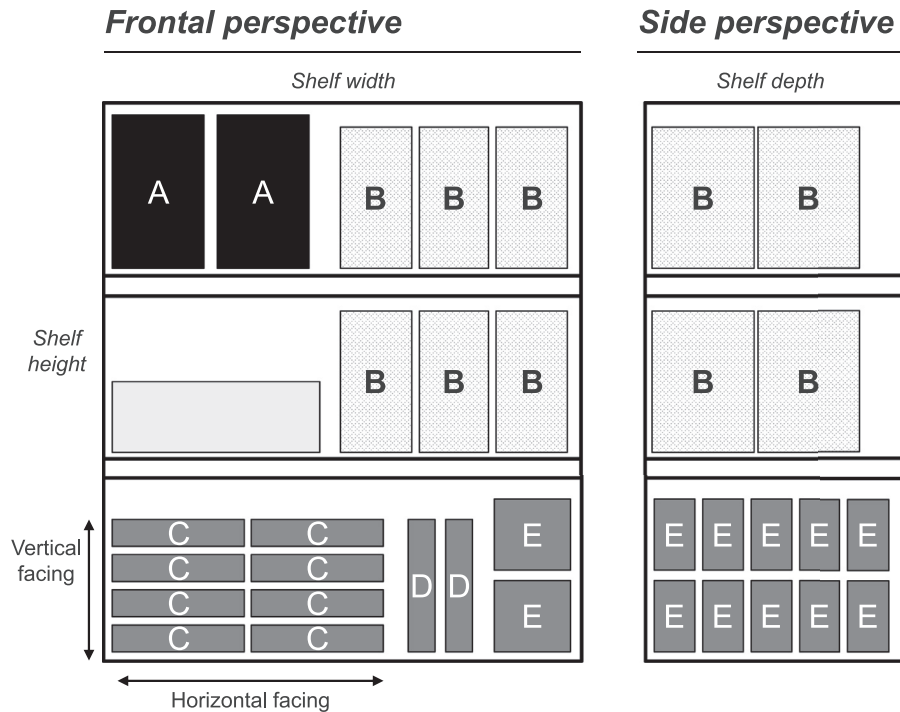 Frontal perspective
Side perspective
Shelf width
Shelf depth
A A B B B
B B
Shelf
height
B B B
B B
Vertical
facing
C C
C C
C C
C C
D D
E
E
E E E E E
E E E E E
Horizontal facing